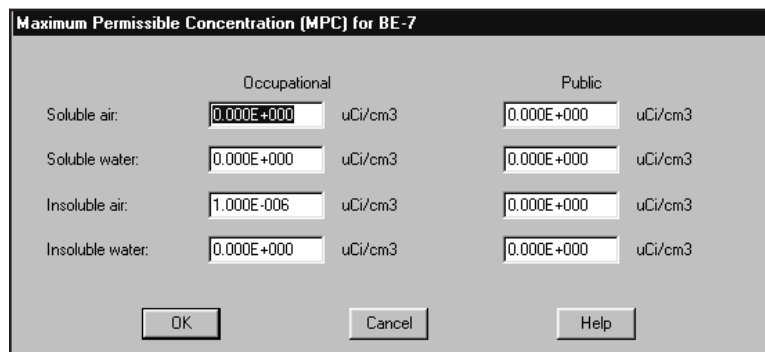 Maximum Permissible Concentration (MPC) for BE-7
Occupational Public
Soluble air: 0.000E+000 uCi/cm3 0.000E+000 uCi/cm3
Soluble water: 0.000E+000 uCi/cm3 0.000E+000 uCi/cm3
Insoluble air: 1.000E-006 uCi/cm3 0.000E+000 uCi/cm3
Insoluble water: 0.000E+000 uCi/cm3 0.000E+000 uCi/cm3
OK Cancel Help